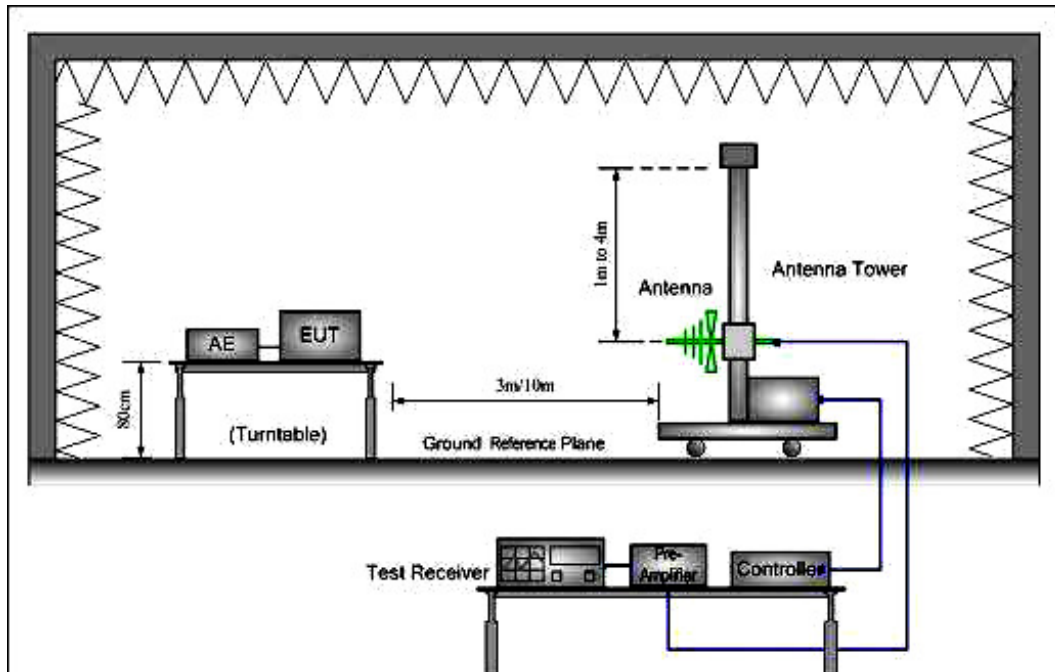 1m to 4m
Antenna
Antenna Tower
AE
EUT
80cm
(Turntable)
3m/10m
Ground Reference Plane
Test Receiver
Pre-
Amplifier
Controller